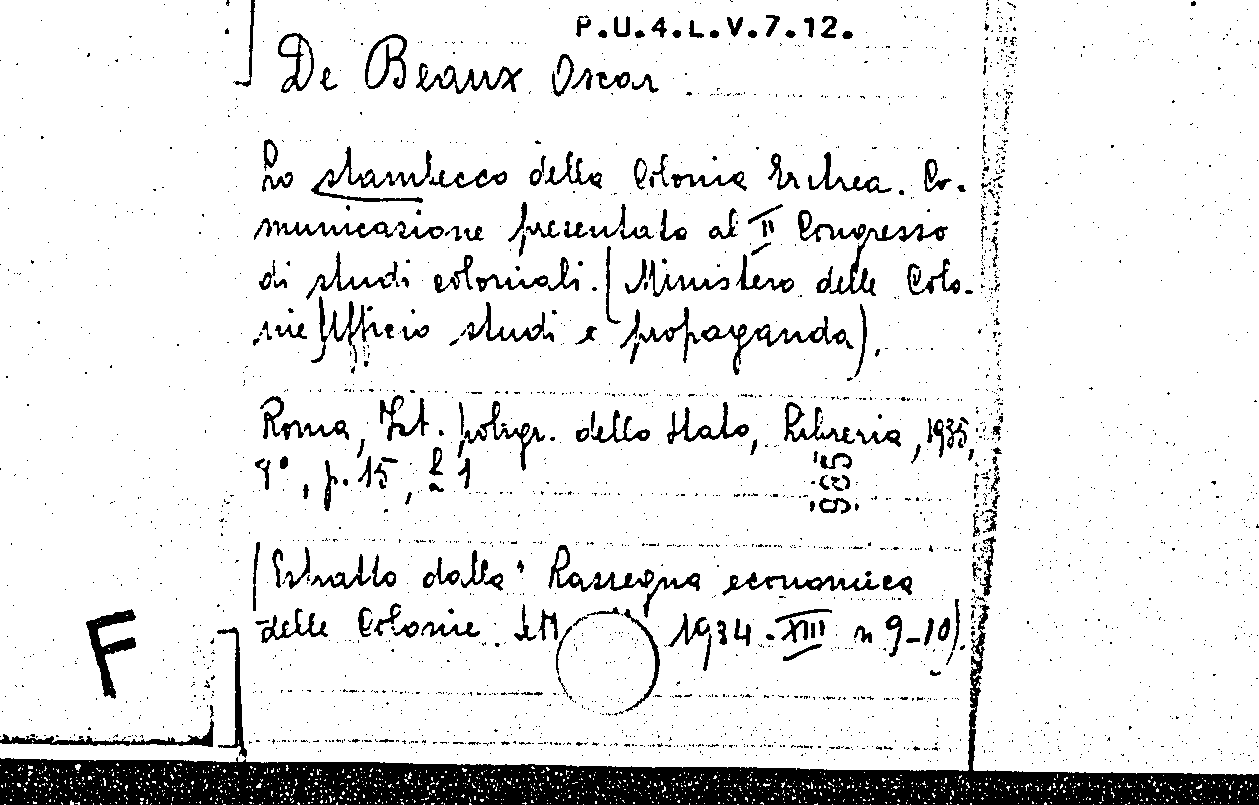 P.U.4.L.V.7.12.
De Beaux Oscar
Lo stambecco della Colonia Eritrea. Co-
municazione presentata al II Congresso
di studi coloniali. (Ministero delle Colo-
nie Ufficio studi e propaganda).
Roma, Ist. poligr. dello Stato, Libreria, 1935,
8°, p. 15, £ 1
985
(Estratto dalla "Rassegna economica
delle Colonie. 1934-XIII n 9-10).
F